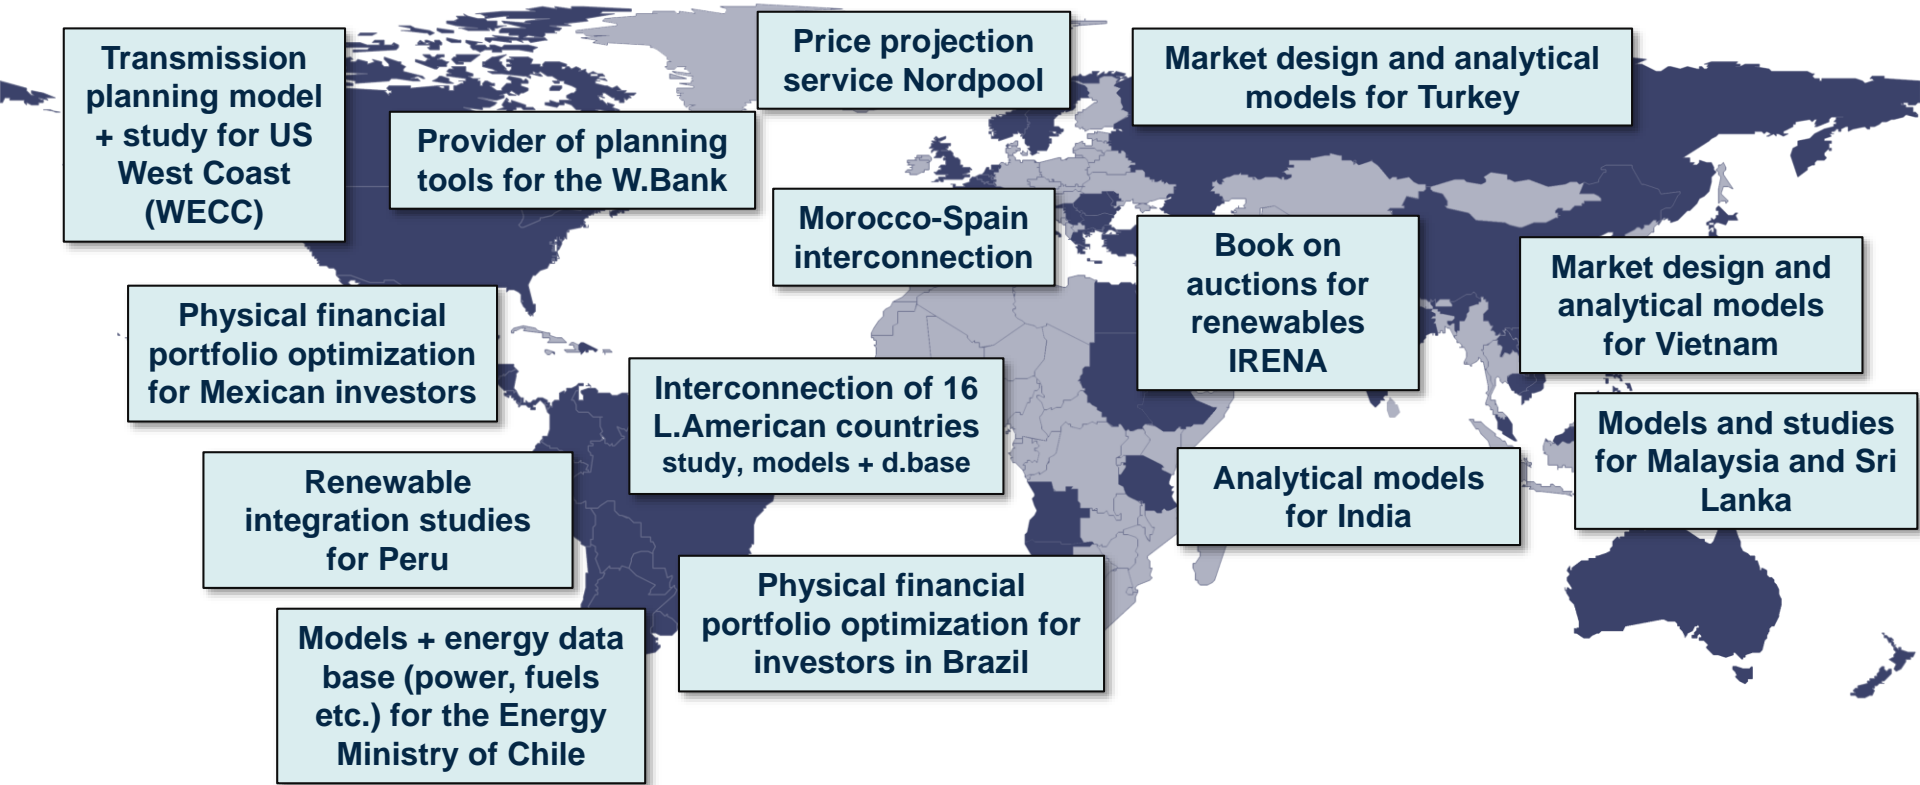 Transmission
planning model
+ study for US
West Coast
(WECC)
Provider of planning
tools for the W.Bank
Price projection
service Nordpool
Market design and analytical
models for Turkey
Morocco-Spain
interconnection
Book on
auctions for
renewables
IRENA
Market design and
analytical models
for Vietnam
Physical financial
portfolio optimization
for Mexican investors
Interconnection of 16
L.American countries
study, models + d.base
Models and studies
for Malaysia and Sri
Lanka
Renewable
integration studies
for Peru
Analytical models
for India
Physical financial
portfolio optimization for
investors in Brazil
Models + energy data
base (power, fuels
etc.) for the Energy
Ministry of Chile